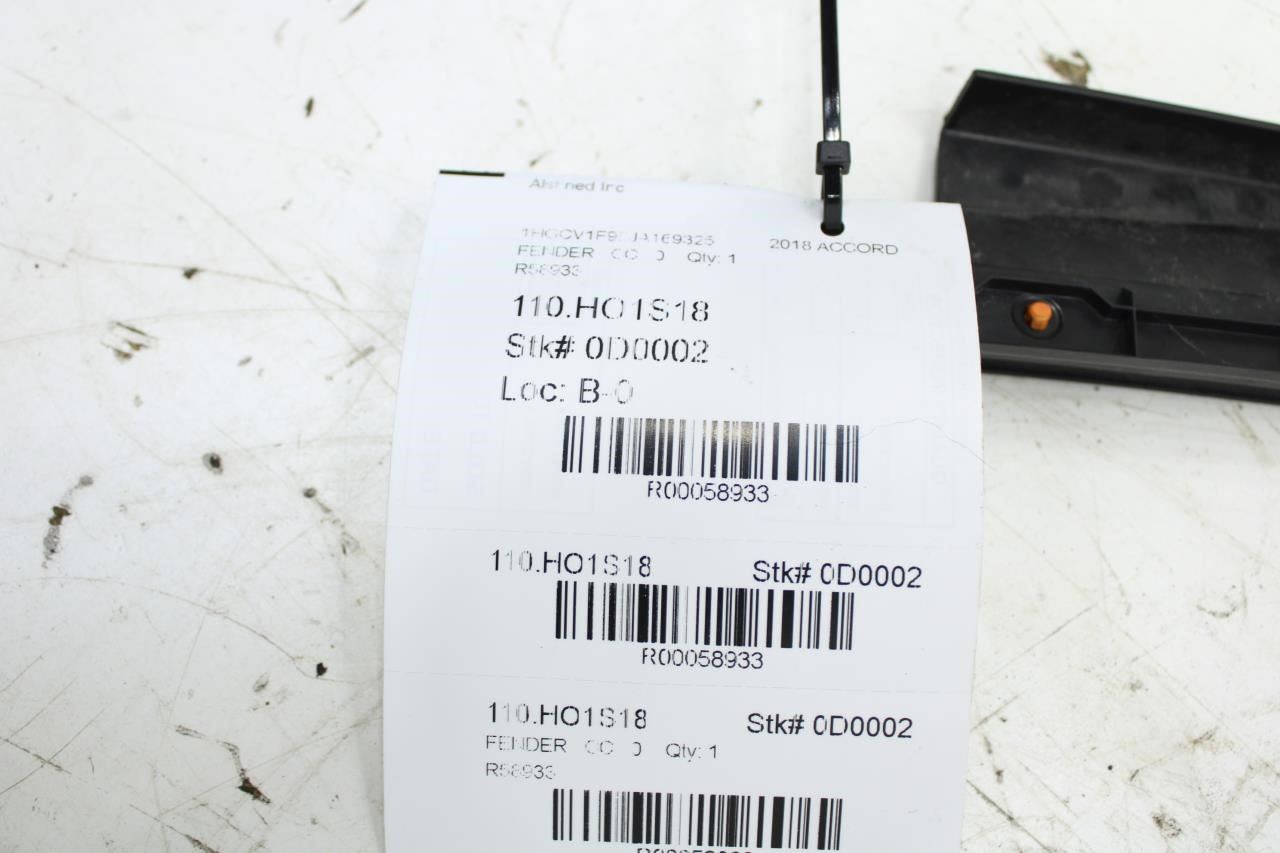 Inc
2018 ACCORD
FENDER Qty: 1
R58933
110.HO1S18
Stk# 0D0002
Loc: B-0
R00058933
110.HO1S18 Stk# 0D0002
R00058933
110.HO1S18 Stk# 0D0002
FENDER Qty: 1
R58933